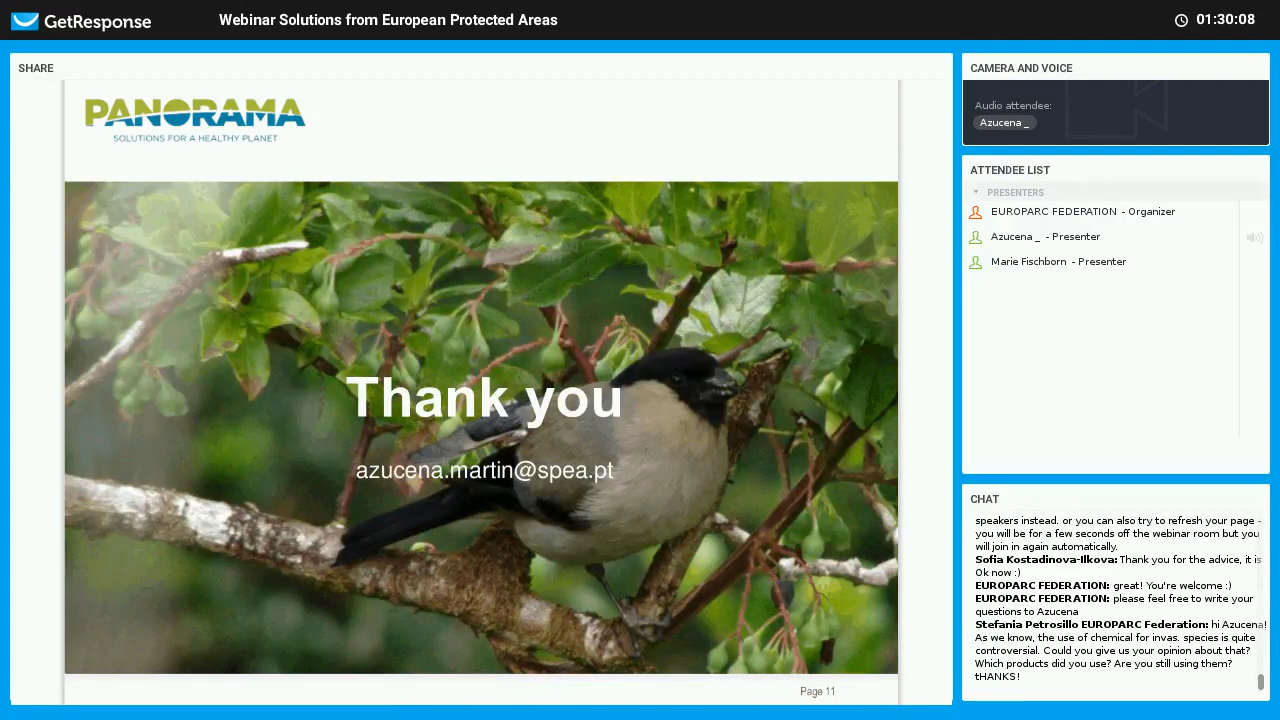 GetResponse
Webinar Solutions from European Protected Areas
01:30:08
SHARE
PANORAMA
SOLUTIONS FOR A HEALTHY PLANET
Thank you
azucena.martin@spea.pt
Page 11
CAMERA AND VOICE
Audio attendee:
Azucena _
ATTENDEE LIST
PRESENTERS
EUROPARC FEDERATION - Organizer
Azucena _ - Presenter
Marie Fischborn - Presenter
CHAT
speakers instead. or you can also try to refresh your page -
you will be for a few seconds off the webinar room but you
will join in again automatically.
Sofia Kostadinova-Ilkova: Thank you for the advice, it is
Ok now :)
EUROPARC FEDERATION: great! You're welcome :)
EUROPARC FEDERATION: please feel free to write your
questions to Azucena
Stefania Petrosillo EUROPARC Federation: hi Azucena!
As we know, the use of chemical for invas. species is quite
controversial. Could you give us your opinion about that?
Which products did you use? Are you still using them?
tHANKS!